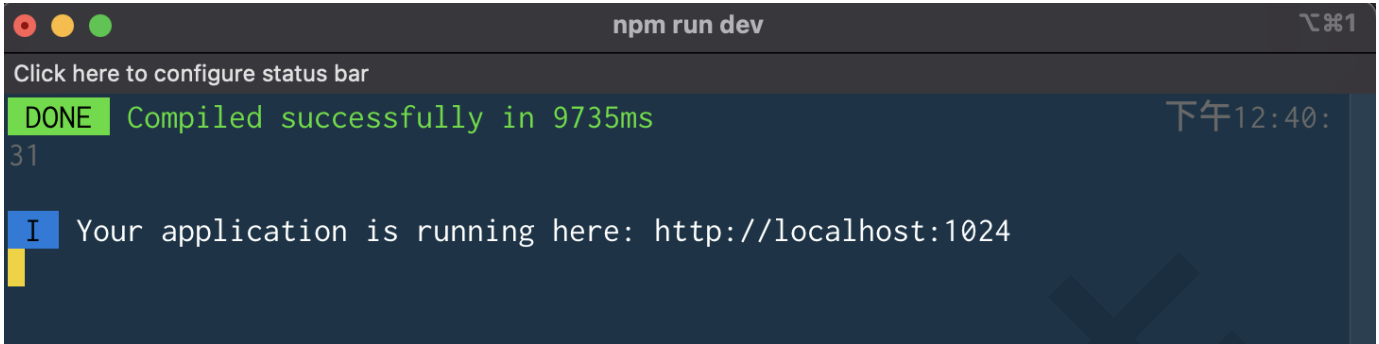 npm run dev
⌥⌘1
Click here to configure status bar
DONE Compiled successfully in 9735ms 下午12:40:
31
I Your application is running here: http://localhost:1024